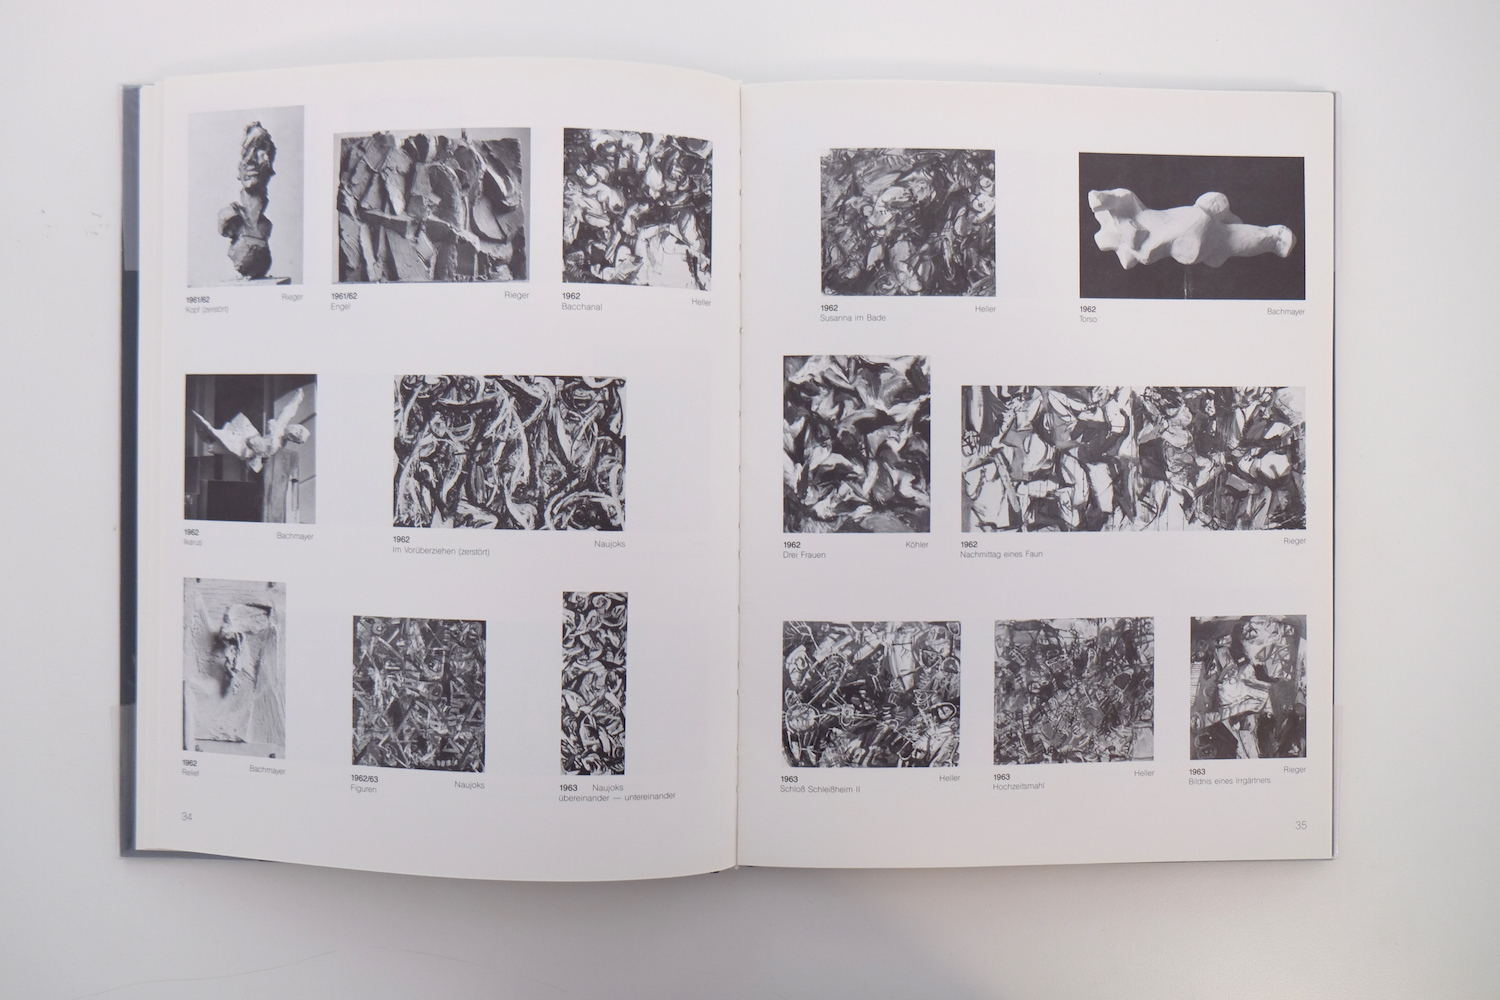 1961/62 Rieger
Kopf (zerstört)
1961/62 Rieger
Engel
1962 Heller
Bacchanal
1962 Bachmayer
Ikarus
1962 Naujoks
Im Vorüberziehen (zerstört)
1962 Bachmayer
Relief
1962/63 Naujoks
Figuren
1963 Naujoks
übereinander — untereinander
34
1962 Heller
Susanna im Bade
1962 Bachmayer
Torso
1962 Köhler
Drei Frauen
1962 Rieger
Nachmittag eines Faun
1963 Heller
Schloß Schleißheim II
1963 Heller
Hochzeitsmahl
1963 Rieger
Bildnis eines Irrgärtners
35